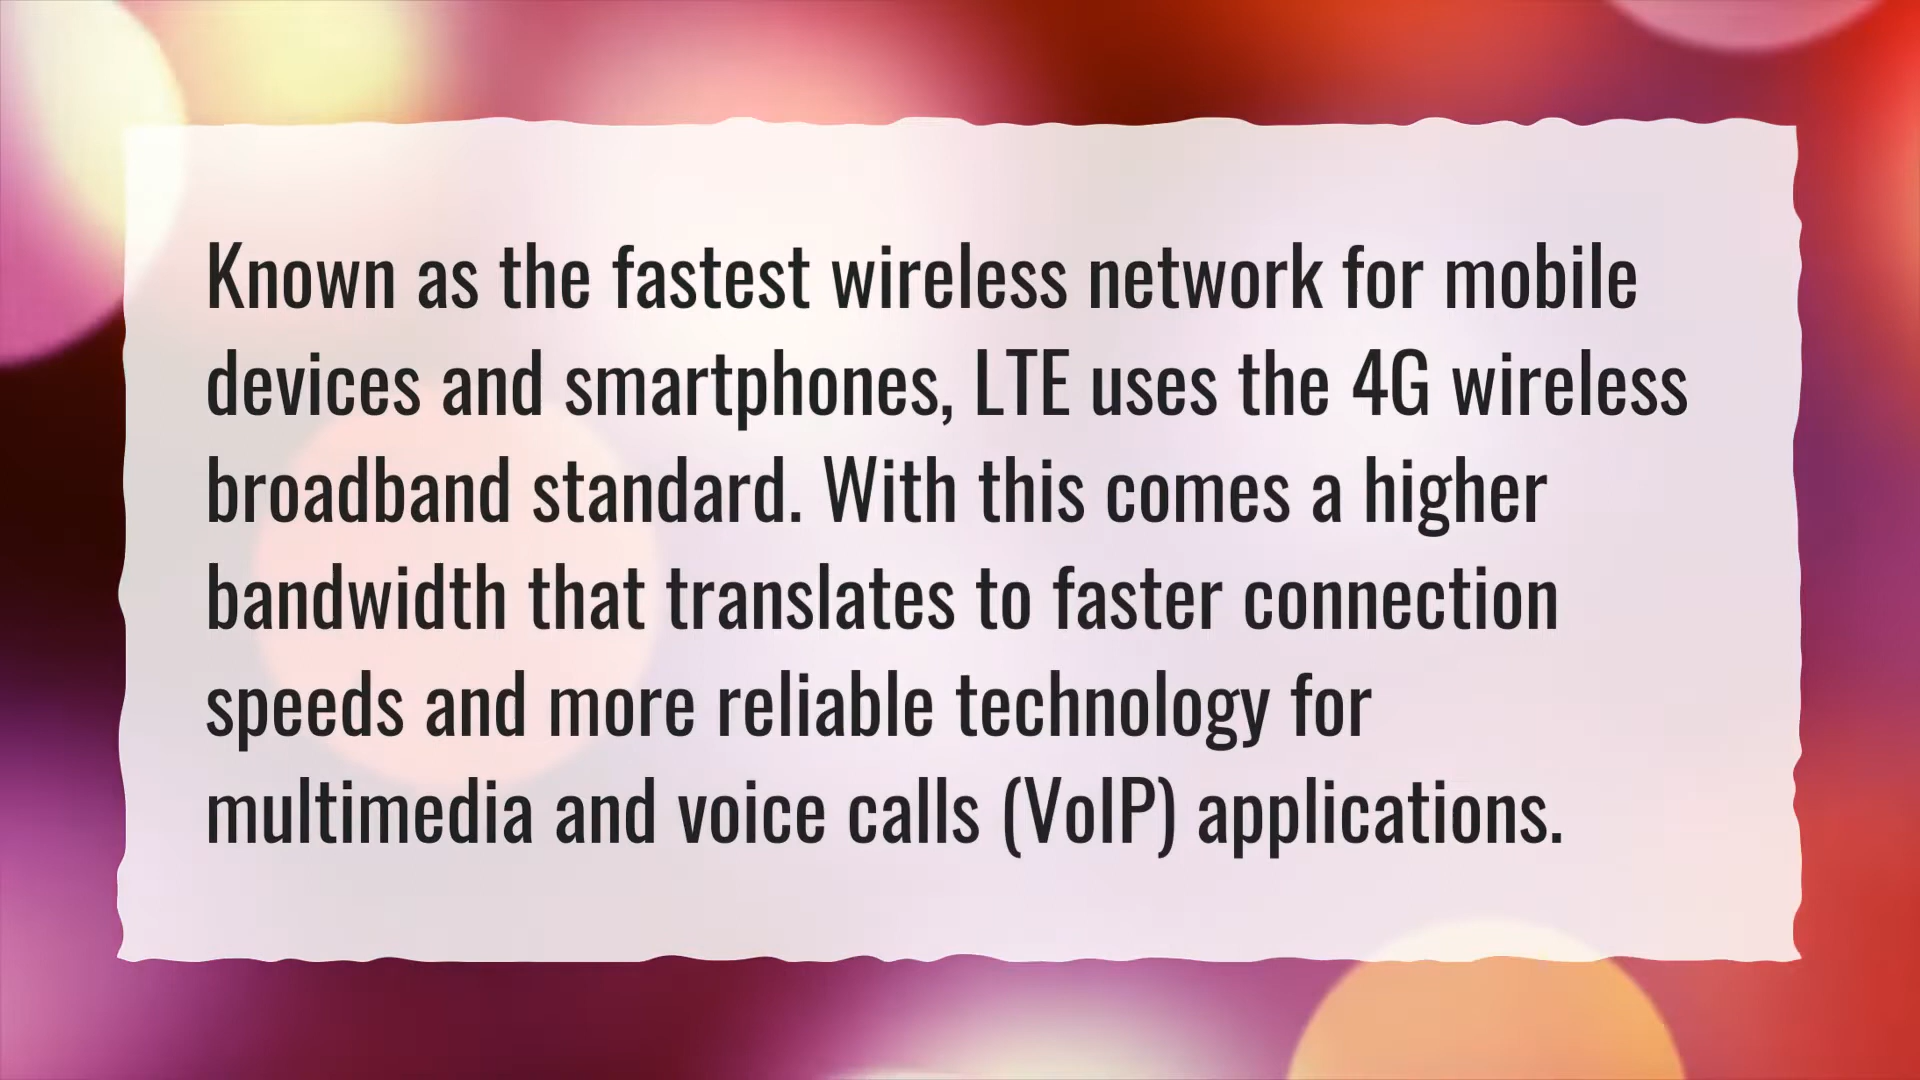 Known as the fastest wireless network for mobile
devices and smartphones, LTE uses the 4G wireless
broadband standard. With this comes a higher
bandwidth that translates to faster connection
speeds and more reliable technology for
multimedia and voice calls (VoIP) applications.